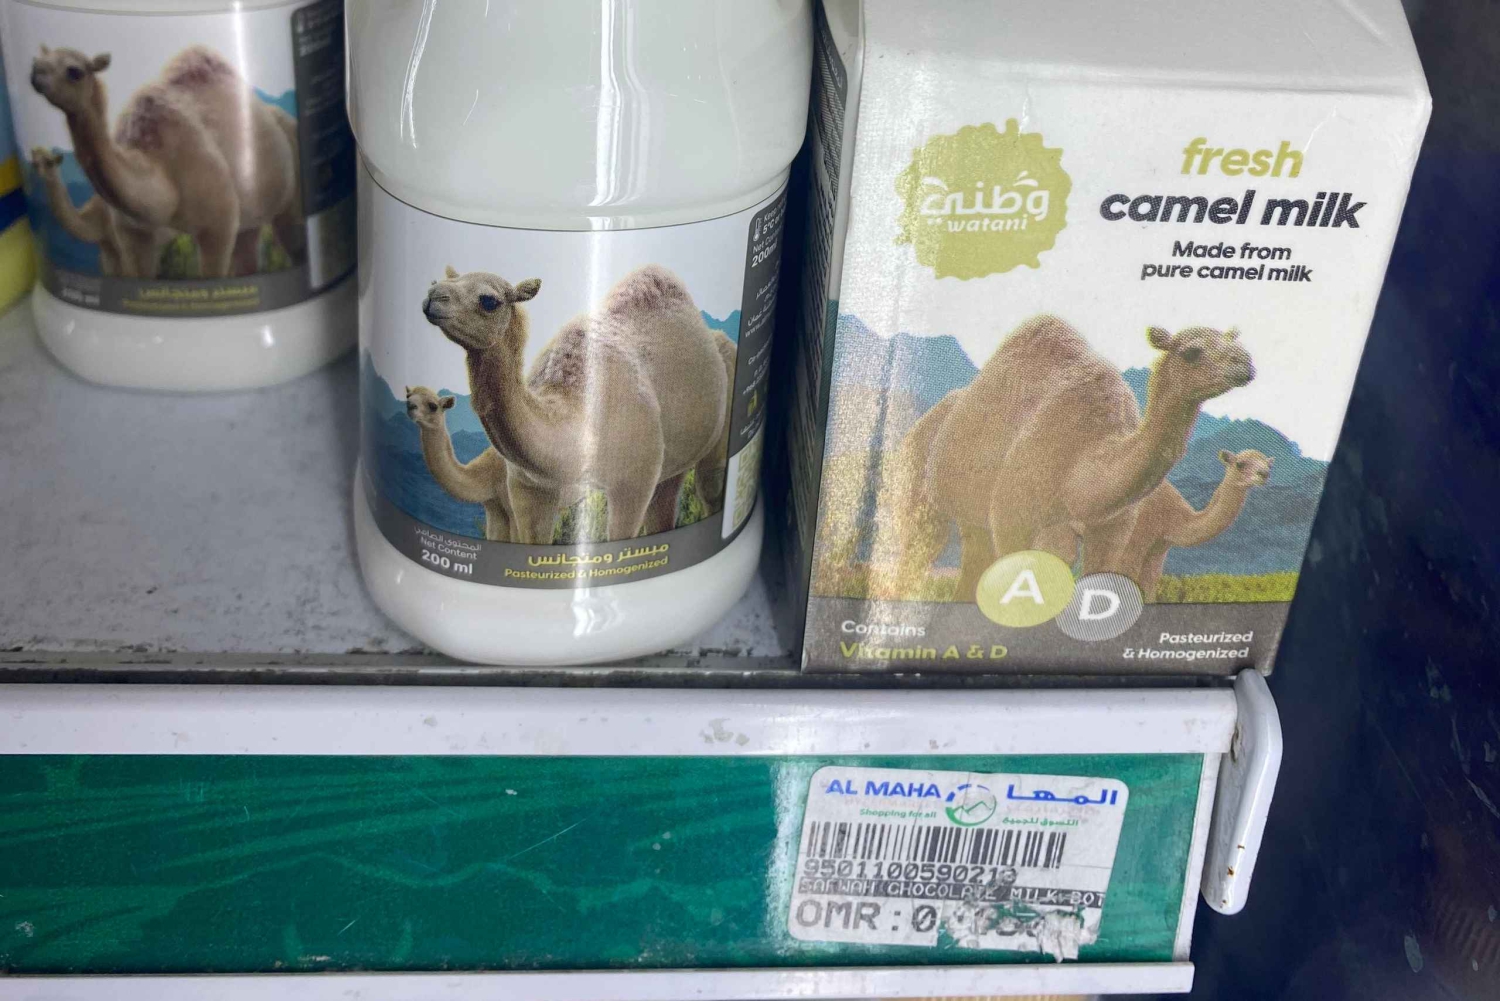 مبستر ومتجانس
المحتوى الصافي
Net Content
200 ml
مبستر ومتجانس
Pasteurized & Homogenized
وطني
watani
fresh
camel milk
Made from
pure camel milk
A
D
Contains
Vitamin A & D
Pasteurized
& Homogenized
AL MAHA المها
Shopping for all التسوق للجميع
SAFWAH CHOCOLATE MILK BOT
OMR : 0